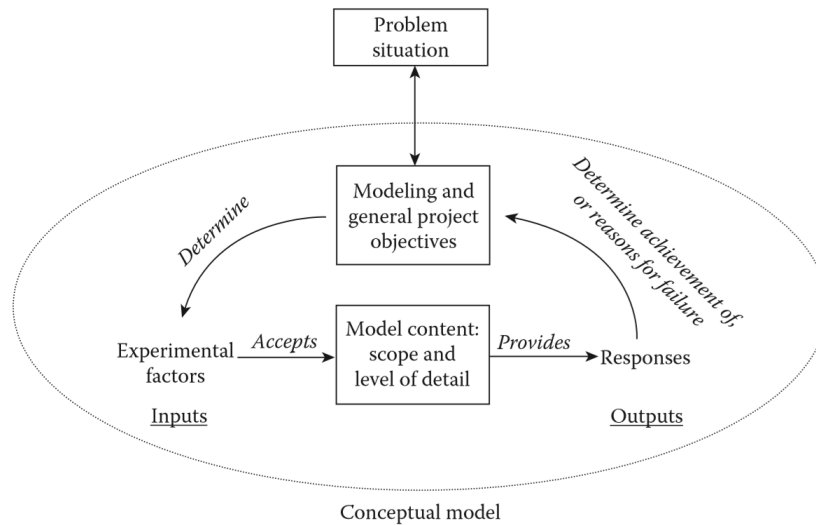 Problem
situation
Modeling and
general project
objectives
Determine
Determine achievement of,
or reasons for failure
Experimental
factors
Accepts
Model content:
scope and
level of detail
Provides
Responses
Inputs
Outputs
Conceptual model